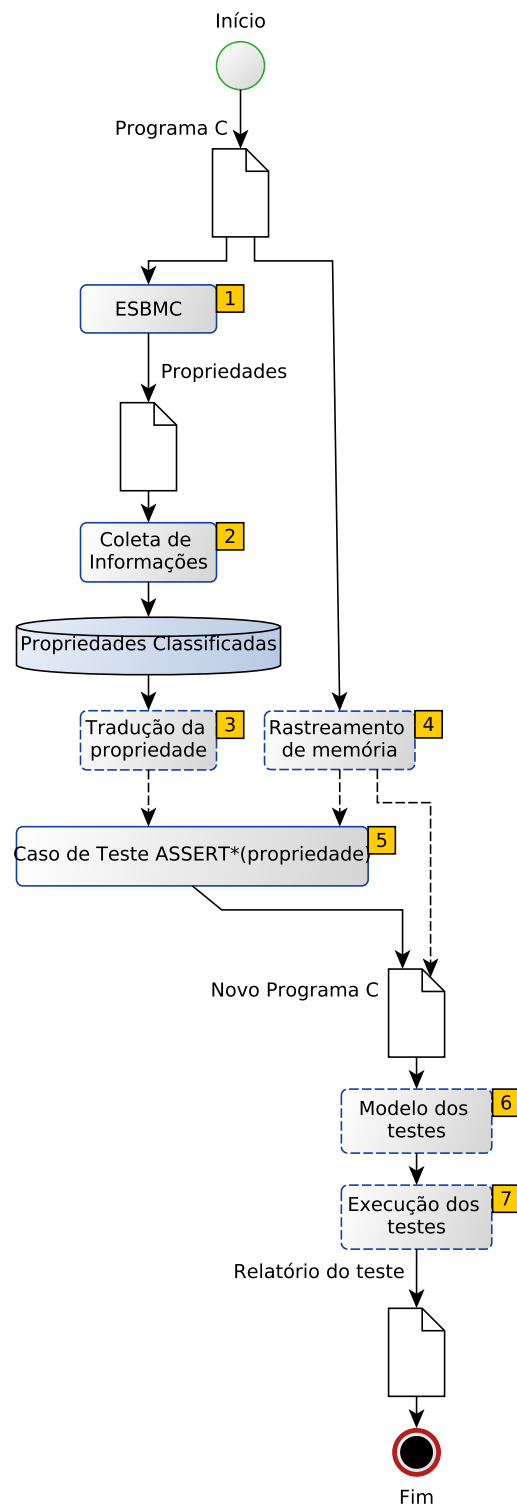 Início
Programa C
ESBMC
1
Propriedades
Coleta de
Informações
2
Propriedades Classificadas
Tradução da
propriedade
3
Rastreamento
de memória
4
Caso de Teste ASSERT*(propriedade)
5
Novo Programa C
Modelo dos
testes
6
Execução dos
testes
7
Relatório do teste
Fim